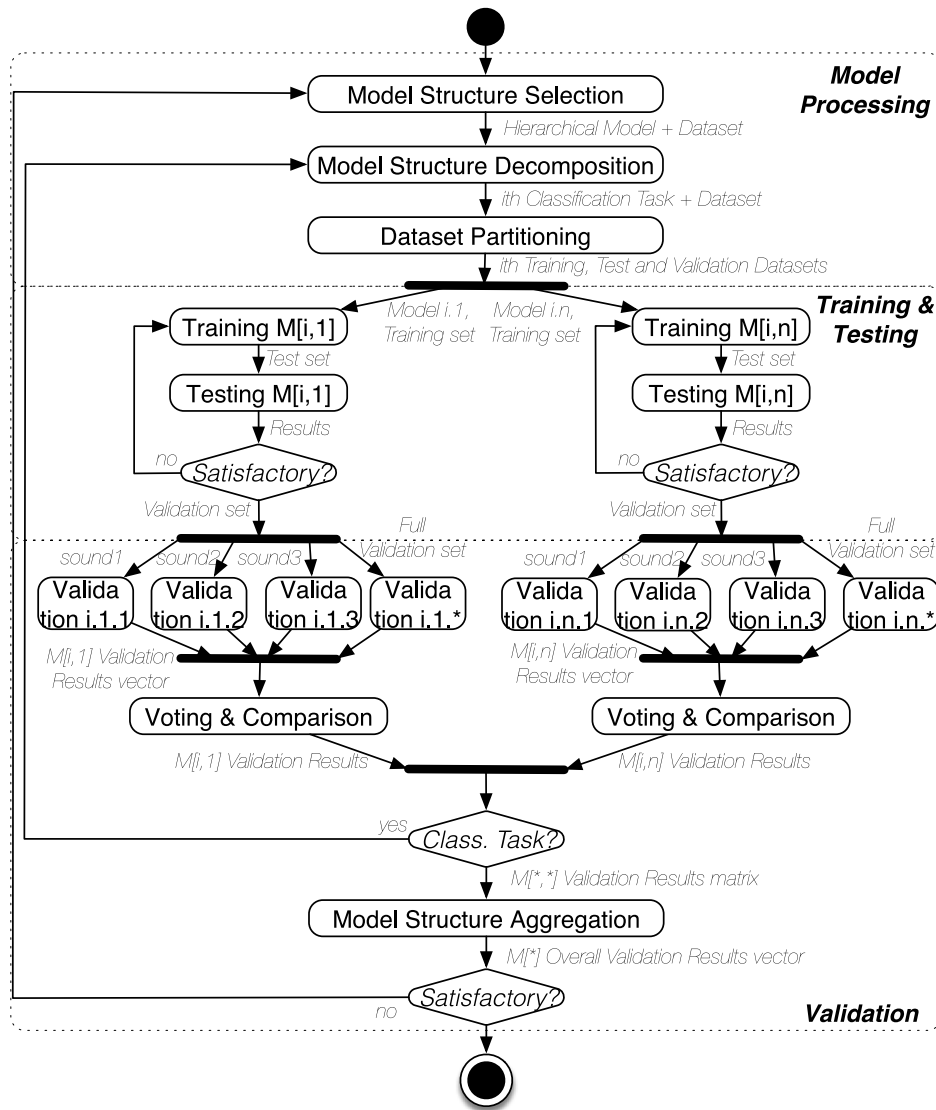 Model
Processing
Model Structure Selection
Hierarchical Model + Dataset
Model Structure Decomposition
ith Classification Task + Dataset
Dataset Partitioning
ith Training, Test and Validation Datasets
Training &
Testing
Model i.1,
Training set
Model i.n,
Training set
Training M[i,1]
Test set
Testing M[i,1]
Results
no
Satisfactory?
Validation set
Training M[i,n]
Test set
Testing M[i,n]
Results
no
Satisfactory?
Validation set
sound1
sound2
sound3
Full
Validation set
Valida
tion i.1.1
Valida
tion i.1.2
Valida
tion i.1.3
Valida
tion i.1.*
M[i,1] Validation
Results vector
Voting & Comparison
M[i,1] Validation Results
sound1
sound2
sound3
Full
Validation set
Valida
tion i.n.1
Valida
tion i.n.2
Valida
tion i.n.3
Valida
tion i.n.*
M[i,n] Validation
Results vector
Voting & Comparison
M[i,n] Validation Results
yes
Class. Task?
M[*,*] Validation Results matrix
Model Structure Aggregation
M[*] Overall Validation Results vector
Satisfactory?
no
Validation